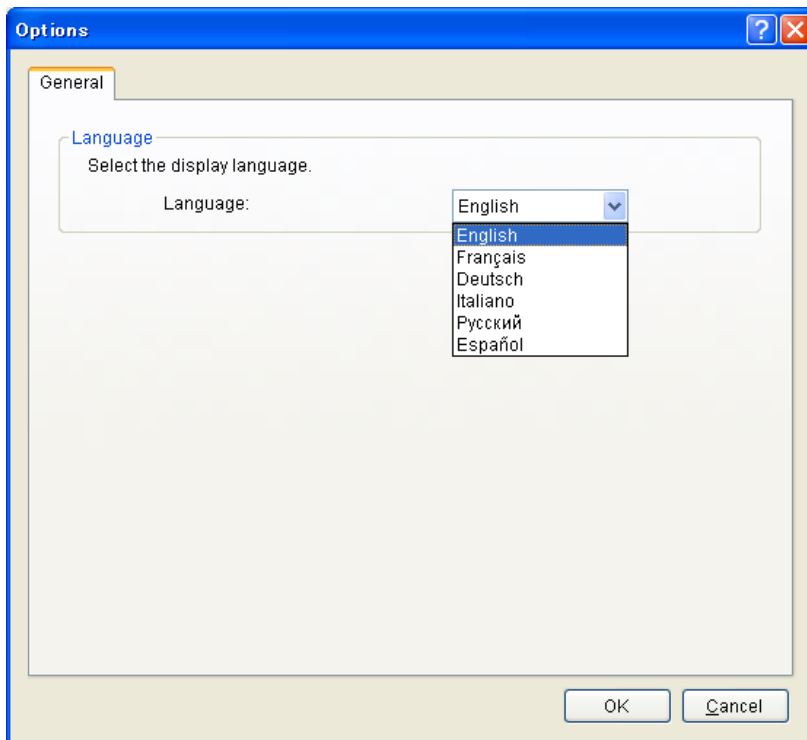 Options
General
Language
Select the display language.
Language: English
English
Français
Deutsch
Italiano
Русский
Español
OK Cancel